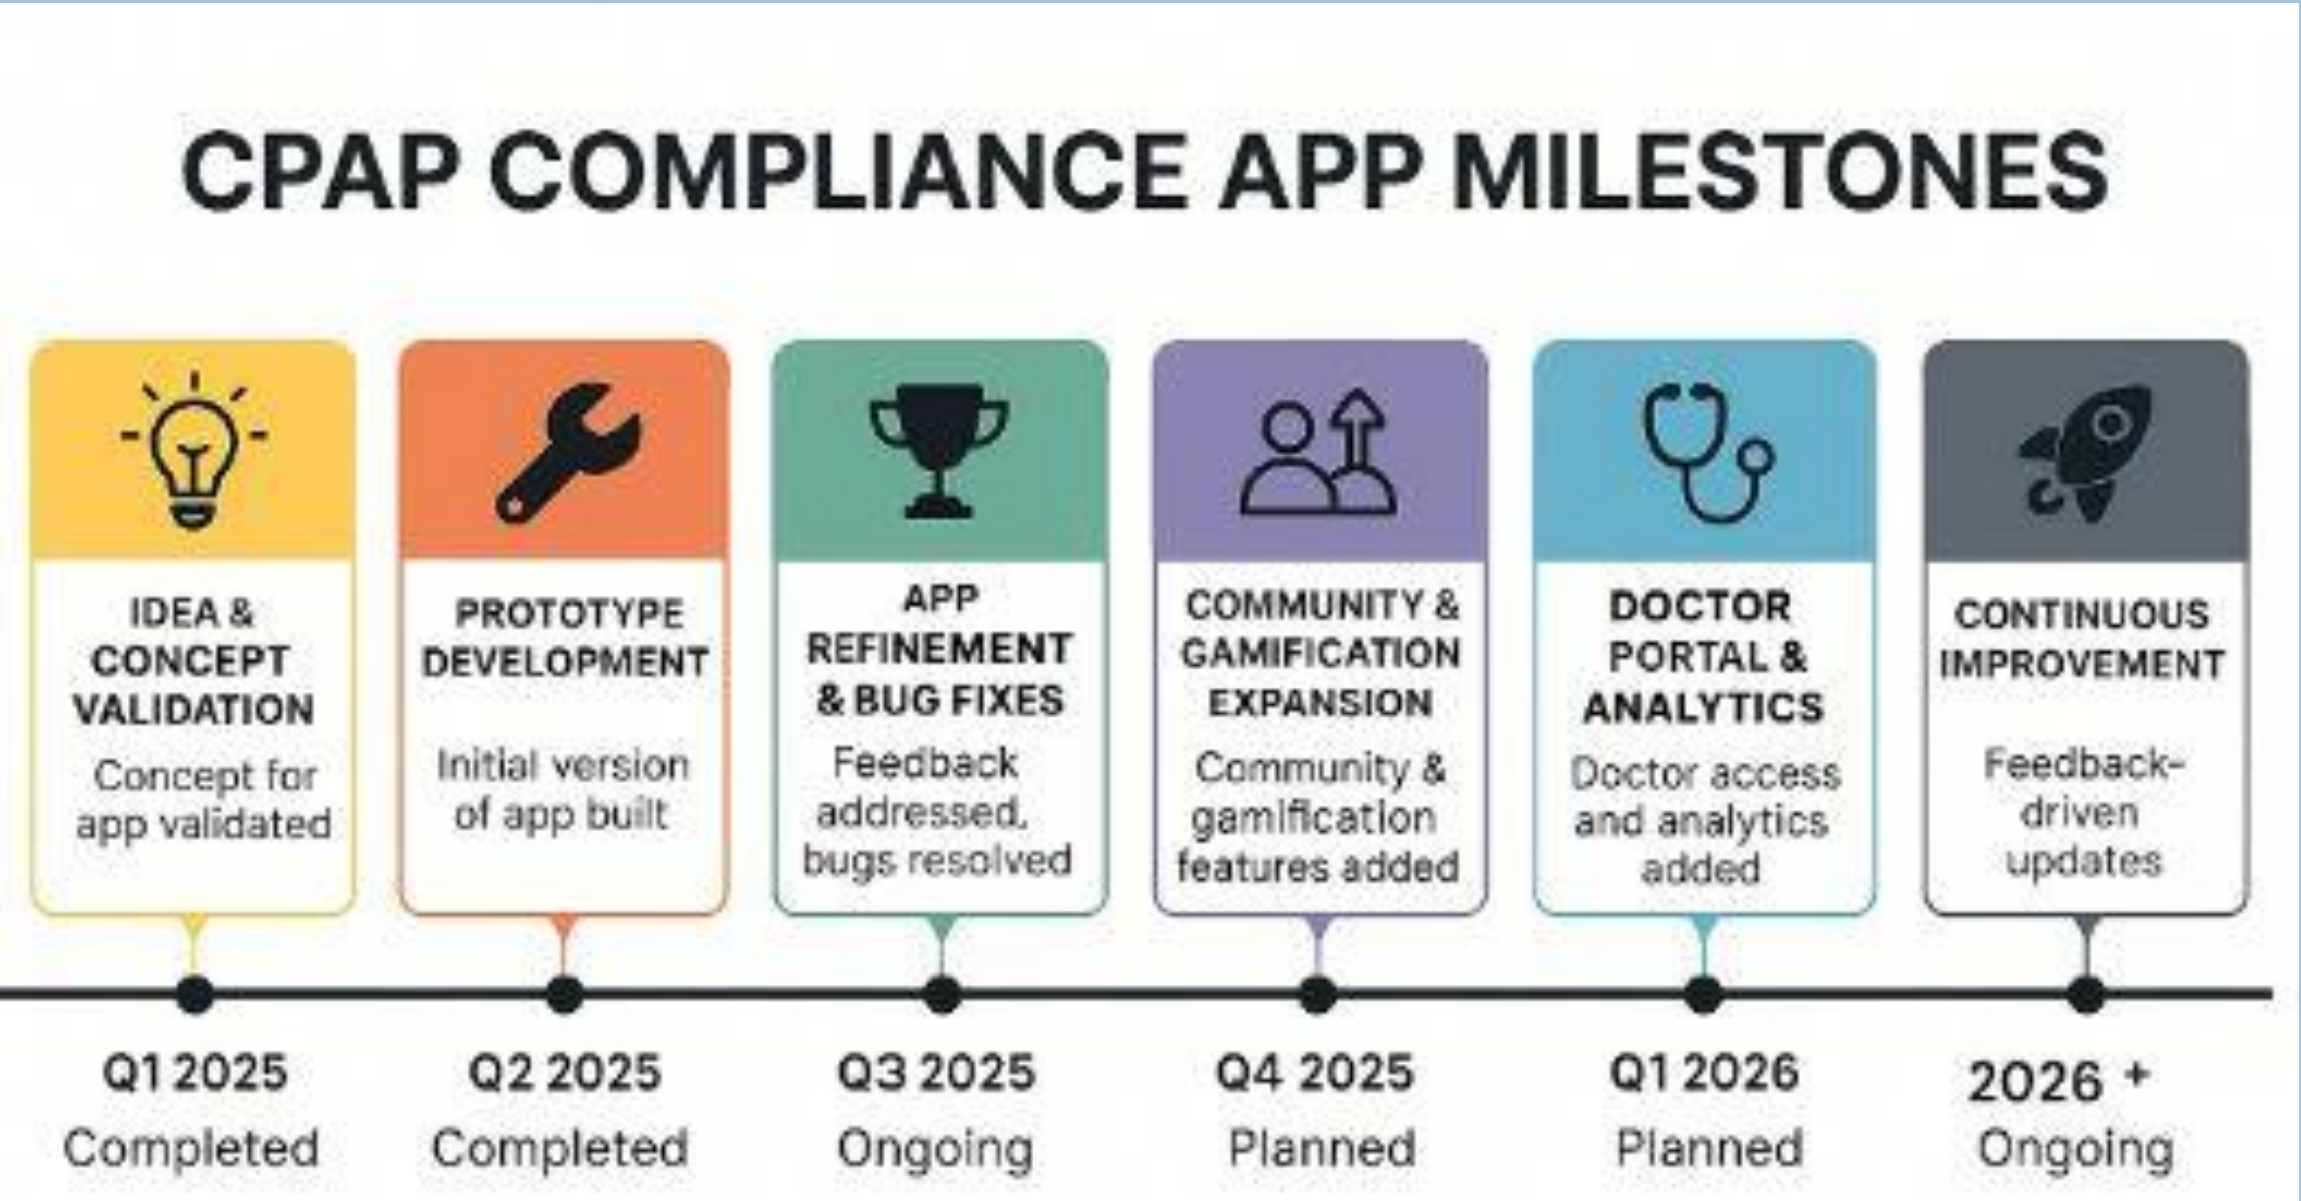 CPAP COMPLIANCE APP MILESTONES
IDEA &
CONCEPT
VALIDATION
Concept for
app validated
PROTOTYPE
DEVELOPMENT
Initial version
of app built
APP
REFINEMENT
& BUG FIXES
Feedback
addressed,
bugs resolved
COMMUNITY &
GAMIFICATION
EXPANSION
Community &
gamification
features added
DOCTOR
PORTAL &
ANALYTICS
Doctor access
and analytics
added
CONTINUOUS
IMPROVEMENT
Feedback-
driven
updates
Q1 2025
Completed
Q2 2025
Completed
Q3 2025
Ongoing
Q4 2025
Planned
Q1 2026
Planned
2026 +
Ongoing